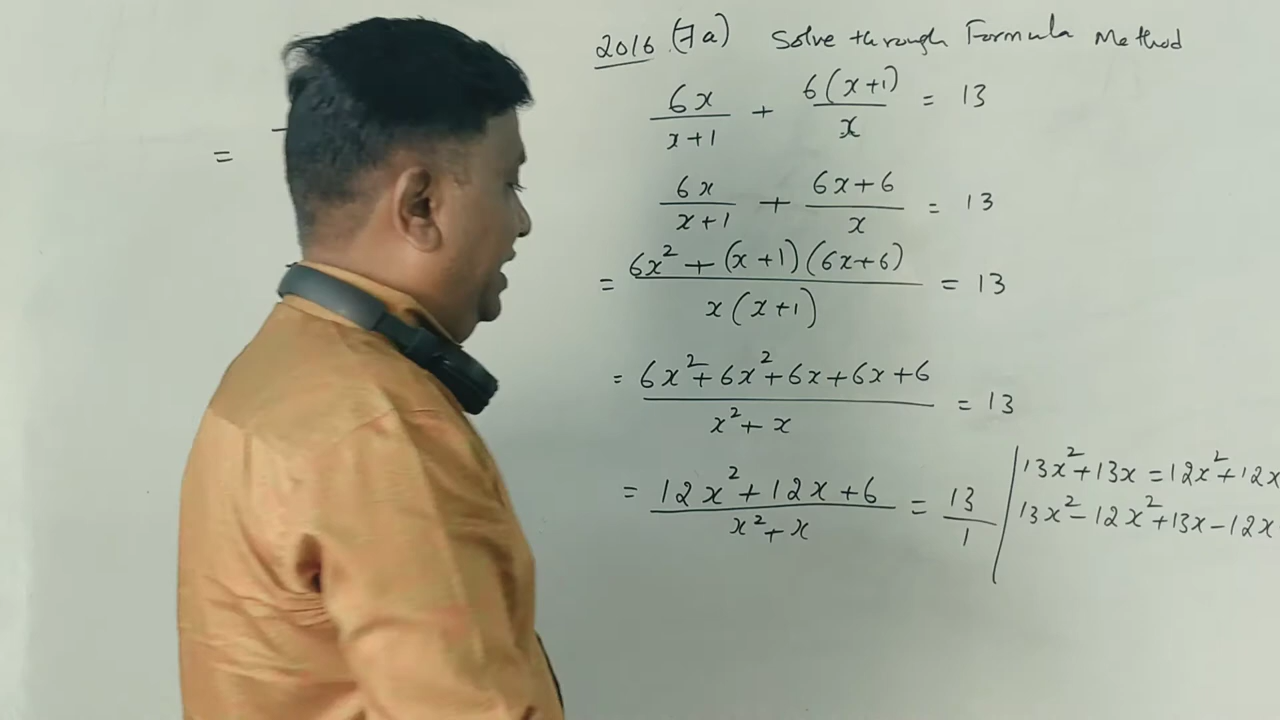 2016 (7a) Solve through Formula Method
6x/x+1 + 6(x+1)/x = 13
6x/x+1 + 6x+6/x = 13
= 6x² + (x+1)(6x+6)/x(x+1) = 13
= 6x²+6x²+6x+6x+6/x²+x = 13
= 12x²+12x+6/x²+x = 13/1
13x²+13x=12x²+12x
13x²-12x²+13x-12x
=